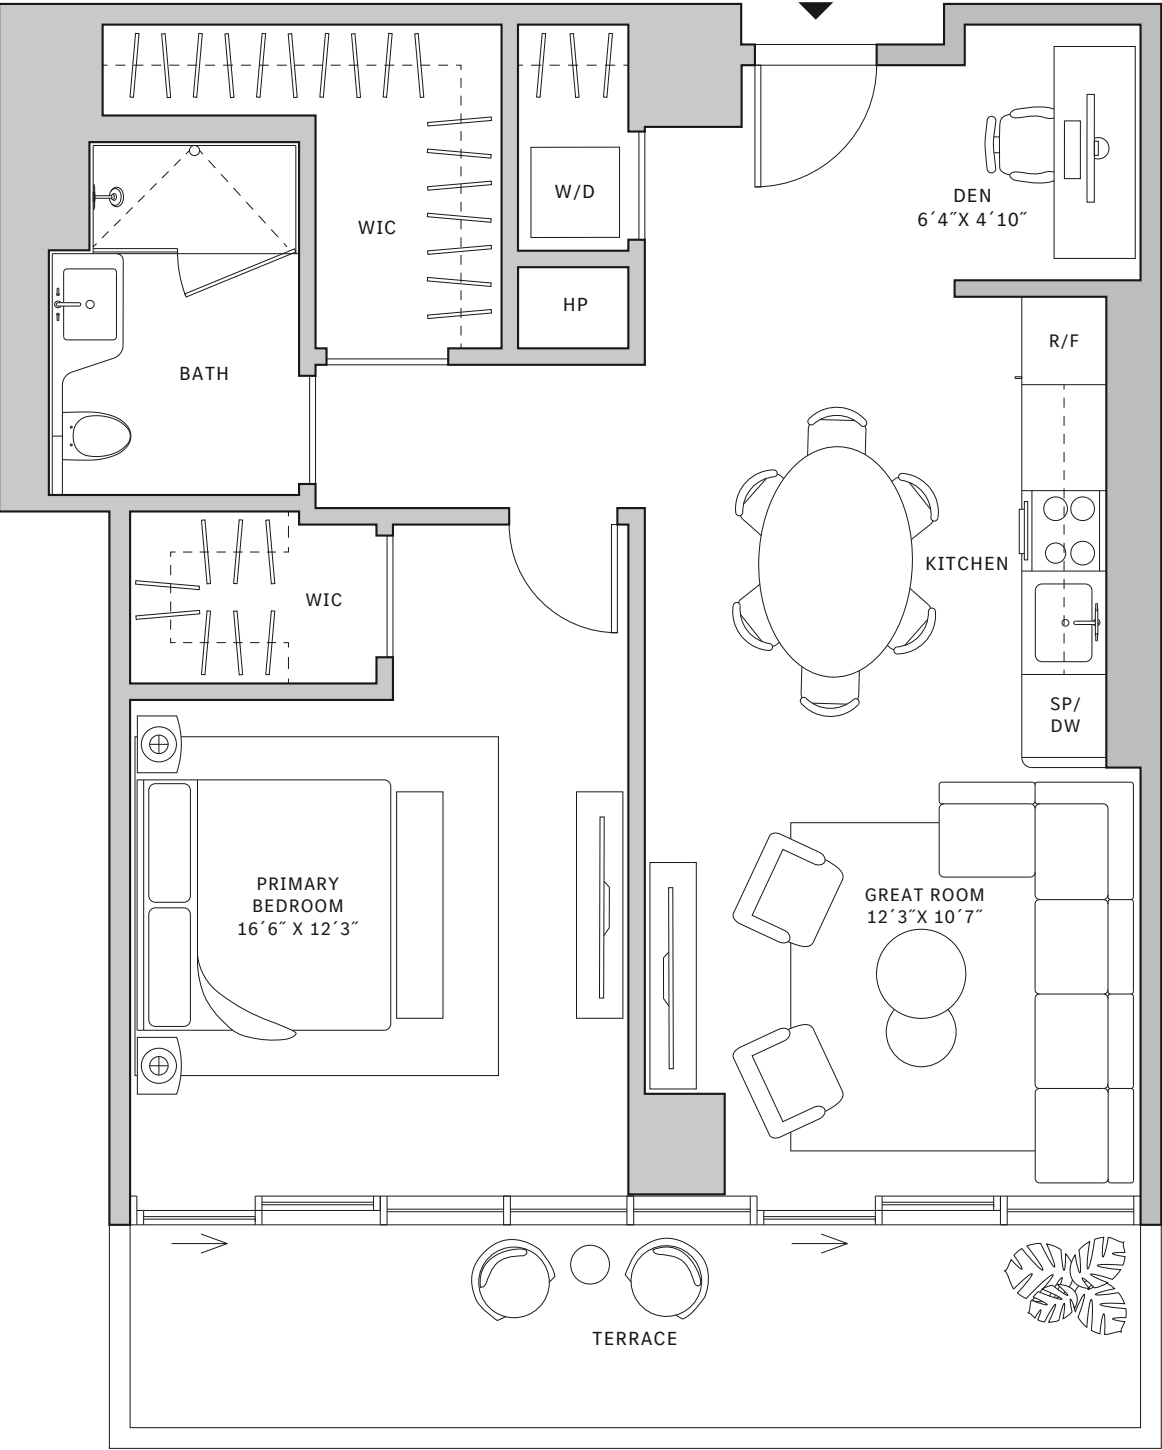 W/D
DEN
6´4˝X 4´10˝
WIC
HP
R/F
BATH
KITCHEN
WIC
SP/
DW
PRIMARY
BEDROOM
16´6˝ X 12´3˝
GREAT ROOM
12´3˝X 10´7˝
TERRACE